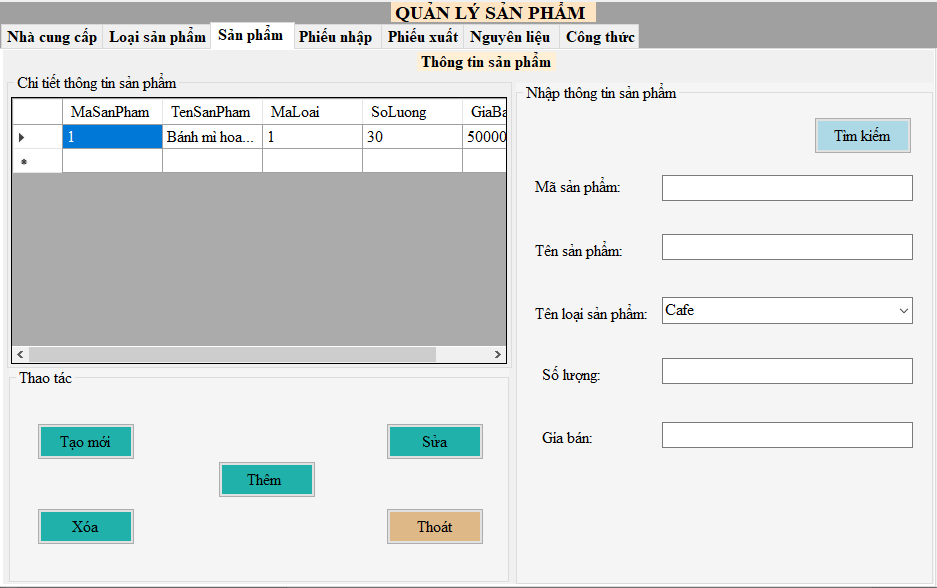 QUẢN LÝ SẢN PHẨM
Nhà cung cấp Loại sản phẩm Sản phẩm Phiếu nhập Phiếu xuất Nguyên liệu Công thức
Thông tin sản phẩm
Chi tiết thông tin sản phẩm
MaSanPham TenSanPham MaLoai SoLuong GiaBa
1 Bánh mì hoa... 1 30 50000
Thao tác
Tạo mới
Sửa
Thêm
Xóa
Thoát
Nhập thông tin sản phẩm
Tìm kiếm
Mã sản phẩm:
Tên sản phẩm:
Tên loại sản phẩm: Cafe
Số lượng:
Gía bán: